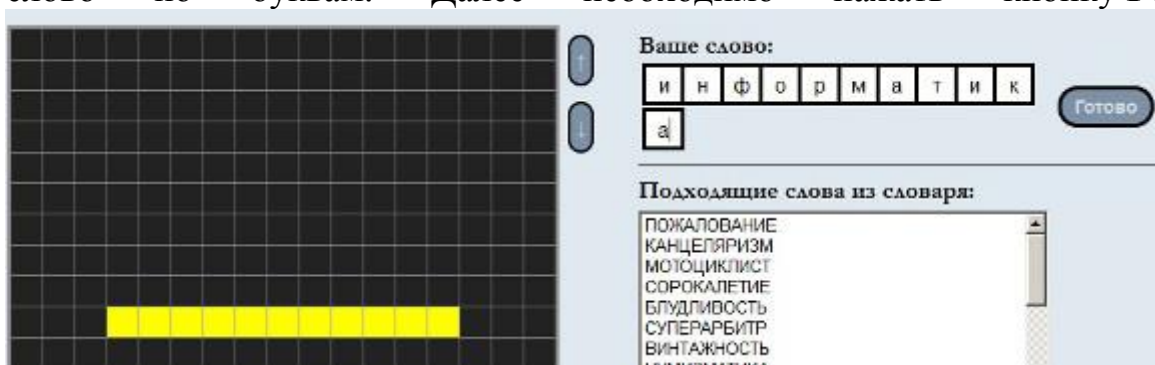 слово по буквам. Далее необходимо нажать кнопку
Ваше слово:
и н ф о р м а т и к
а
Готово
Подходящие слова из словаря:
ПОЖАЛОВАНИЕ
КАНЦЕЛЯРИЗМ
МОТОЦИКЛИСТ
СОРОКАЛЕТИЕ
БЛУДЛИВОСТЬ
СУПЕРАРБИТР
ВИНТАЖНОСТЬ